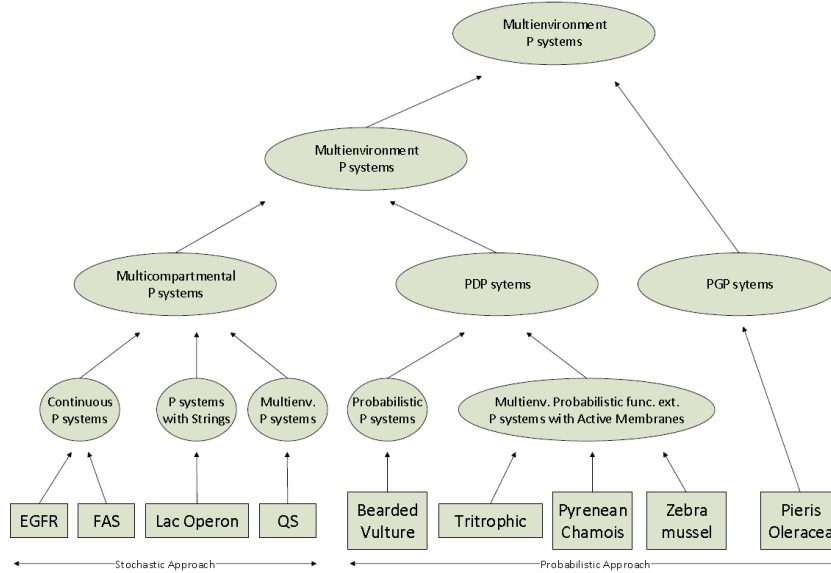 Multienvironment
P systems
Multienvironment
P systems
Multicompartmental
P systems
PDP sytems
PGP sytems
Continuous
P systems
P systems
with Strings
Multienv.
P systems
Probabilistic
P systems
Multienv. Probabilistic func. ext.
P systems with Active Membranes
EGFR
FAS
Lac Operon
QS
Bearded
Vulture
Tritrophic
Pyrenean
Chamois
Zebra
mussel
Pieris
Oleracea
Stochastic Approach
Probabilistic Approach